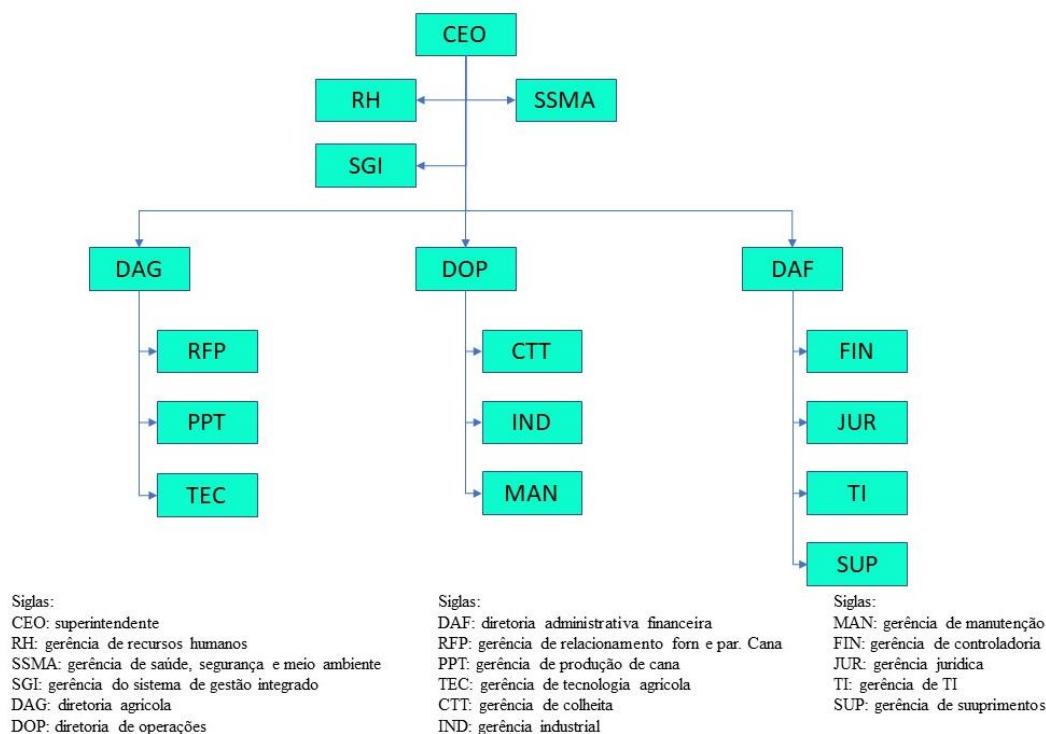 CEO
RH
SSMA
SGI
DAG
DOP
DAF
RFP
CTT
FIN
PPT
IND
JUR
TEC
MAN
TI
SUP
Siglas:
CEO: superintendente
RH: gerência de recursos humanos
SSMA: gerência de saúde, segurança e meio ambiente
SGI: gerência do sistema de gestão integrado
DAG: diretoria agricola
DOP: diretoria de operações
Siglas:
DAF: diretoria administrativa financeira
RFP: gerência de relacionamento forn e par. Cana
PPT: gerência de produção de cana
TEC: gerência de tecnologia agricola
CTT: gerência de colheita
IND: gerência industrial
Siglas:
MAN: gerência de manutenção
FIN: gerência de controladoria
JUR: gerência juridica
TI: gerência de TI
SUP: gerência de suuprimentos